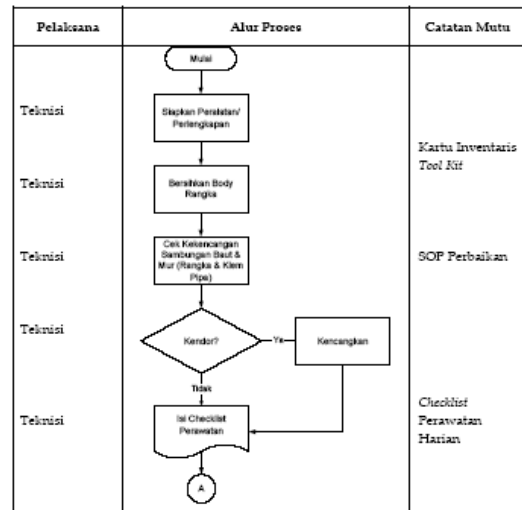 Pelaksana
Alur Proses
Catatan Mutu
Mulai
Teknisi
Siapkan Peralatan/
Perlengkapan
Kartu Inventaris
Tool Kit
Teknisi
Bersihkan Body
Rangka
Teknisi
Cek Kekencangan
Sambungan Baut &
Mur (Rangka & Klem
Pipa)
SOP Perbaikan
Teknisi
Kendor?
Ya
Kencangkan
Tidak
Teknisi
Isi Checklist
Perawatan
Checklist
Perawatan
Harian
A